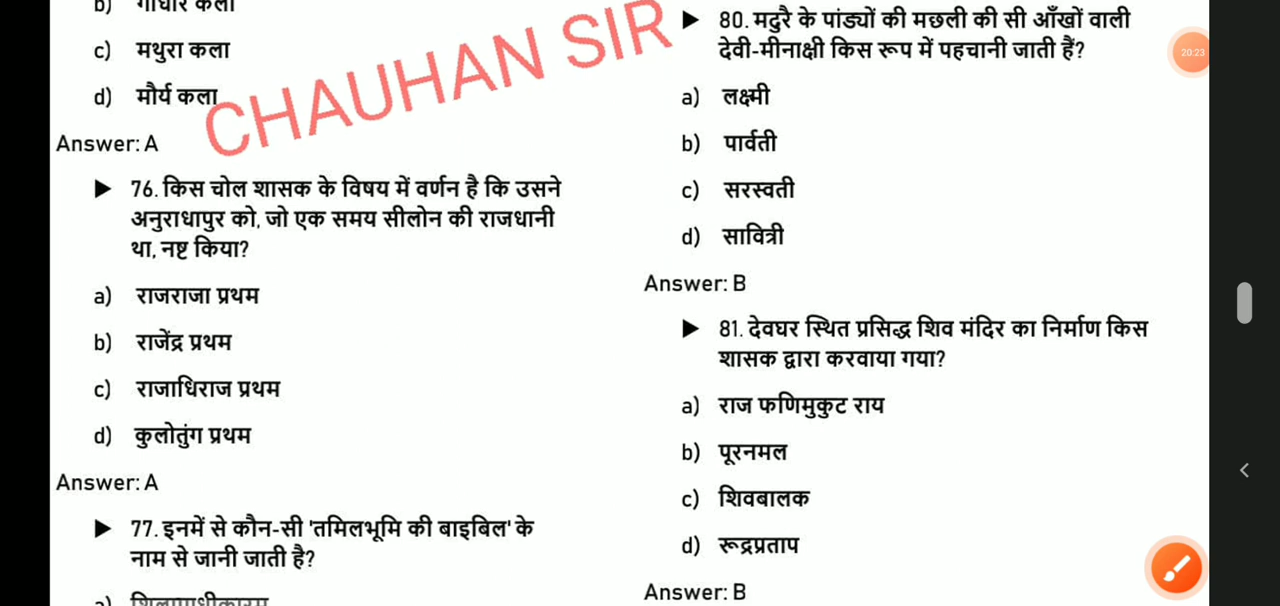 b) गांधार कला
c) मथुरा कला
d) मौर्य कला
Answer: A
▶ 76. किस चोल शासक के विषय में वर्णन है कि उसने
अनुराधापुर को, जो एक समय सीलोन की राजधानी
था, नष्ट किया?
a) राजराजा प्रथम
b) राजेंद्र प्रथम
c) राजाधिराज प्रथम
d) कुलोतुंग प्रथम
Answer: A
▶ 77. इनमें से कौन-सी 'तमिलभूमि की बाइबिल' के
नाम से जानी जाती है?
a)
CHAUHAN SIR
▶ 80. मदुरै के पांड्यों की मछली की सी आँखों वाली
देवी-मीनाक्षी किस रूप में पहचानी जाती हैं?
a) लक्ष्मी
b) पार्वती
c) सरस्वती
d) सावित्री
Answer: B
▶ 81. देवघर स्थित प्रसिद्ध शिव मंदिर का निर्माण किस
शासक द्वारा करवाया गया?
a) राज फणिमुकुट राय
b) पूरनमल
c) शिवबालक
d) रूद्रप्रताप
Answer: B
20:23